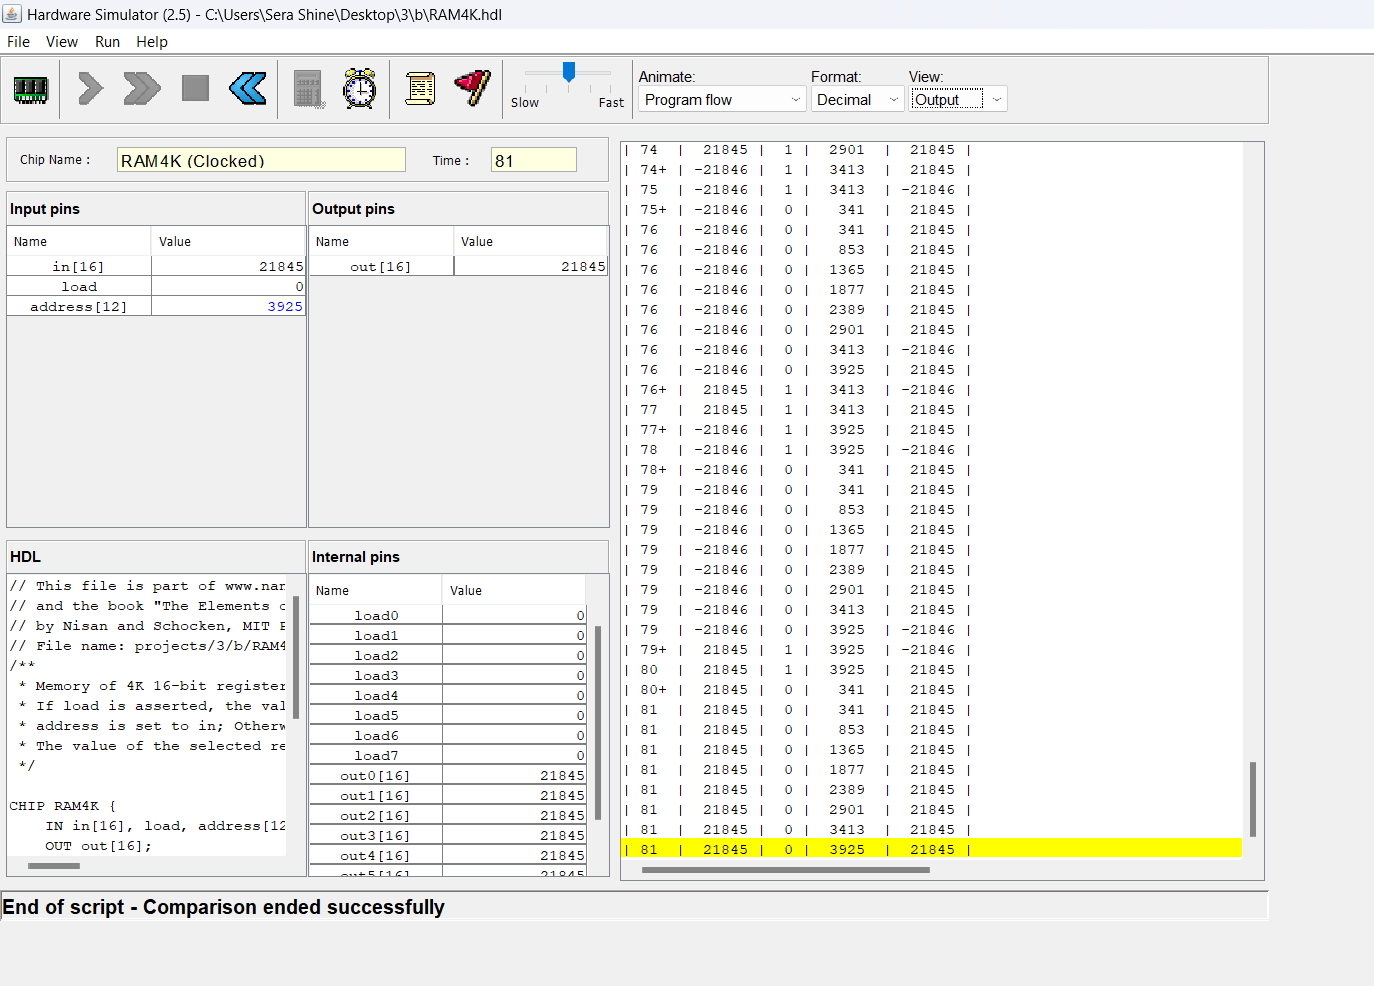 Hardware Simulator (2.5) - C:\Users\Sera Shine\Desktop\3\b\RAM4K.hdl
File View Run Help
Slow Fast
Animate: Format: View:
Program flow Decimal Output
Chip Name : RAM4K (Clocked) Time : 81
Input pins
Name Value
in[16] 21845
load 0
address[12] 3925
Output pins
Name Value
out[16] 21845
HDL
// This file is part of www.nan
// and the book "The Elements o
// by Nisan and Schocken, MIT P
// File name: projects/3/b/RAM4
/**
* Memory of 4K 16-bit register
* If load is asserted, the val
* address is set to in; Otherw
* The value of the selected re
*/
CHIP RAM4K {
IN in[16], load, address[12
OUT out[16];
Internal pins
Name Value
load0 0
load1 0
load2 0
load3 0
load4 0
load5 0
load6 0
load7 0
out0[16] 21845
out1[16] 21845
out2[16] 21845
out3[16] 21845
out4[16] 21845
out5[16] 21845
| 74 | 21845 | 1 | 2901 | 21845 |
| 74+ | -21846 | 1 | 3413 | 21845 |
| 75 | -21846 | 1 | 3413 | -21846 |
| 75+ | -21846 | 0 | 341 | 21845 |
| 76 | -21846 | 0 | 341 | 21845 |
| 76 | -21846 | 0 | 853 | 21845 |
| 76 | -21846 | 0 | 1365 | 21845 |
| 76 | -21846 | 0 | 1877 | 21845 |
| 76 | -21846 | 0 | 2389 | 21845 |
| 76 | -21846 | 0 | 2901 | 21845 |
| 76 | -21846 | 0 | 3413 | -21846 |
| 76 | -21846 | 0 | 3925 | 21845 |
| 76+ | 21845 | 1 | 3413 | -21846 |
| 77 | 21845 | 1 | 3413 | 21845 |
| 77+ | -21846 | 1 | 3925 | 21845 |
| 78 | -21846 | 1 | 3925 | -21846 |
| 78+ | -21846 | 0 | 341 | 21845 |
| 79 | -21846 | 0 | 341 | 21845 |
| 79 | -21846 | 0 | 853 | 21845 |
| 79 | -21846 | 0 | 1365 | 21845 |
| 79 | -21846 | 0 | 1877 | 21845 |
| 79 | -21846 | 0 | 2389 | 21845 |
| 79 | -21846 | 0 | 2901 | 21845 |
| 79 | -21846 | 0 | 3413 | 21845 |
| 79 | -21846 | 0 | 3925 | -21846 |
| 79+ | 21845 | 1 | 3925 | -21846 |
| 80 | 21845 | 1 | 3925 | 21845 |
| 80+ | 21845 | 0 | 341 | 21845 |
| 81 | 21845 | 0 | 341 | 21845 |
| 81 | 21845 | 0 | 853 | 21845 |
| 81 | 21845 | 0 | 1365 | 21845 |
| 81 | 21845 | 0 | 1877 | 21845 |
| 81 | 21845 | 0 | 2389 | 21845 |
| 81 | 21845 | 0 | 2901 | 21845 |
| 81 | 21845 | 0 | 3413 | 21845 |
| 81 | 21845 | 0 | 3925 | 21845 |
End of script - Comparison ended successfully